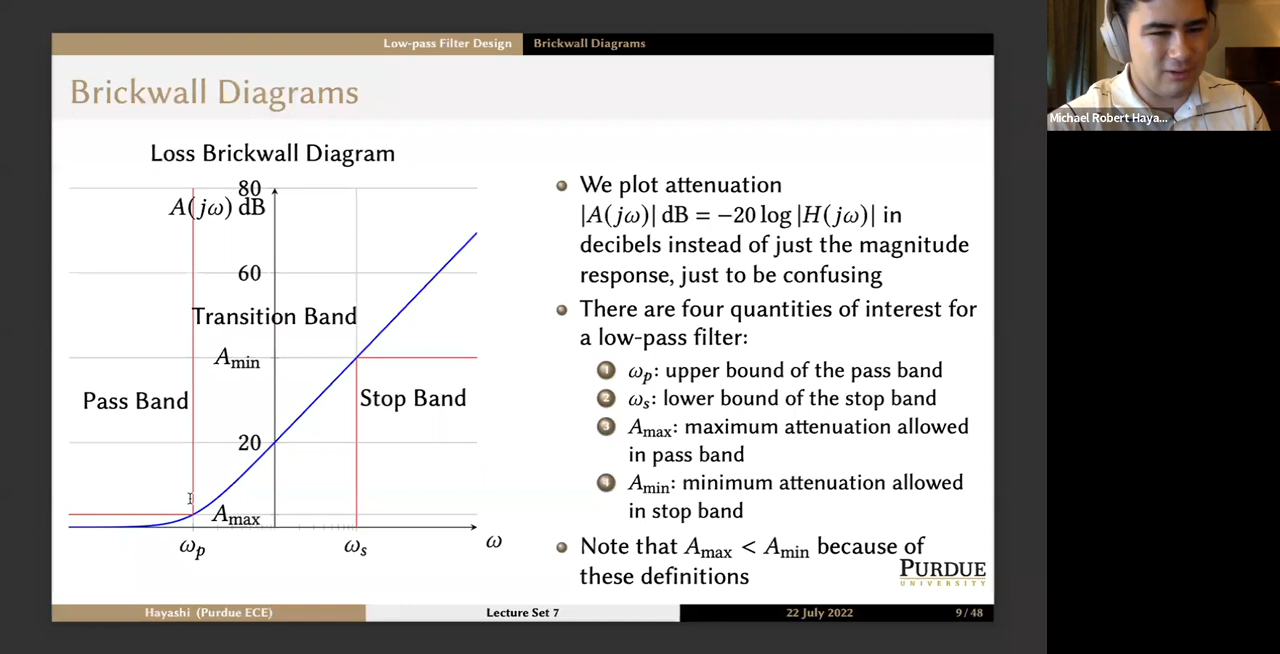 Low-pass Filter Design Brickwall Diagrams
Michael Robert Haya...
Brickwall Diagrams
Loss Brickwall Diagram
80
A(jω) dB
60
Transition Band
A_min
Pass Band
Stop Band
20
A_max
ω_p
ω_s
ω
We plot attenuation
|A(jω)| dB = −20 log |H(jω)| in
decibels instead of just the magnitude
response, just to be confusing
There are four quantities of interest for
a low-pass filter:
1 ω_p: upper bound of the pass band
2 ω_s: lower bound of the stop band
3 A_max: maximum attenuation allowed
in pass band
4 A_min: minimum attenuation allowed
in stop band
Note that A_max < A_min because of
these definitions
PURDUE
UNIVERSITY
Hayashi (Purdue ECE) Lecture Set 7 22 July 2022 9 / 48